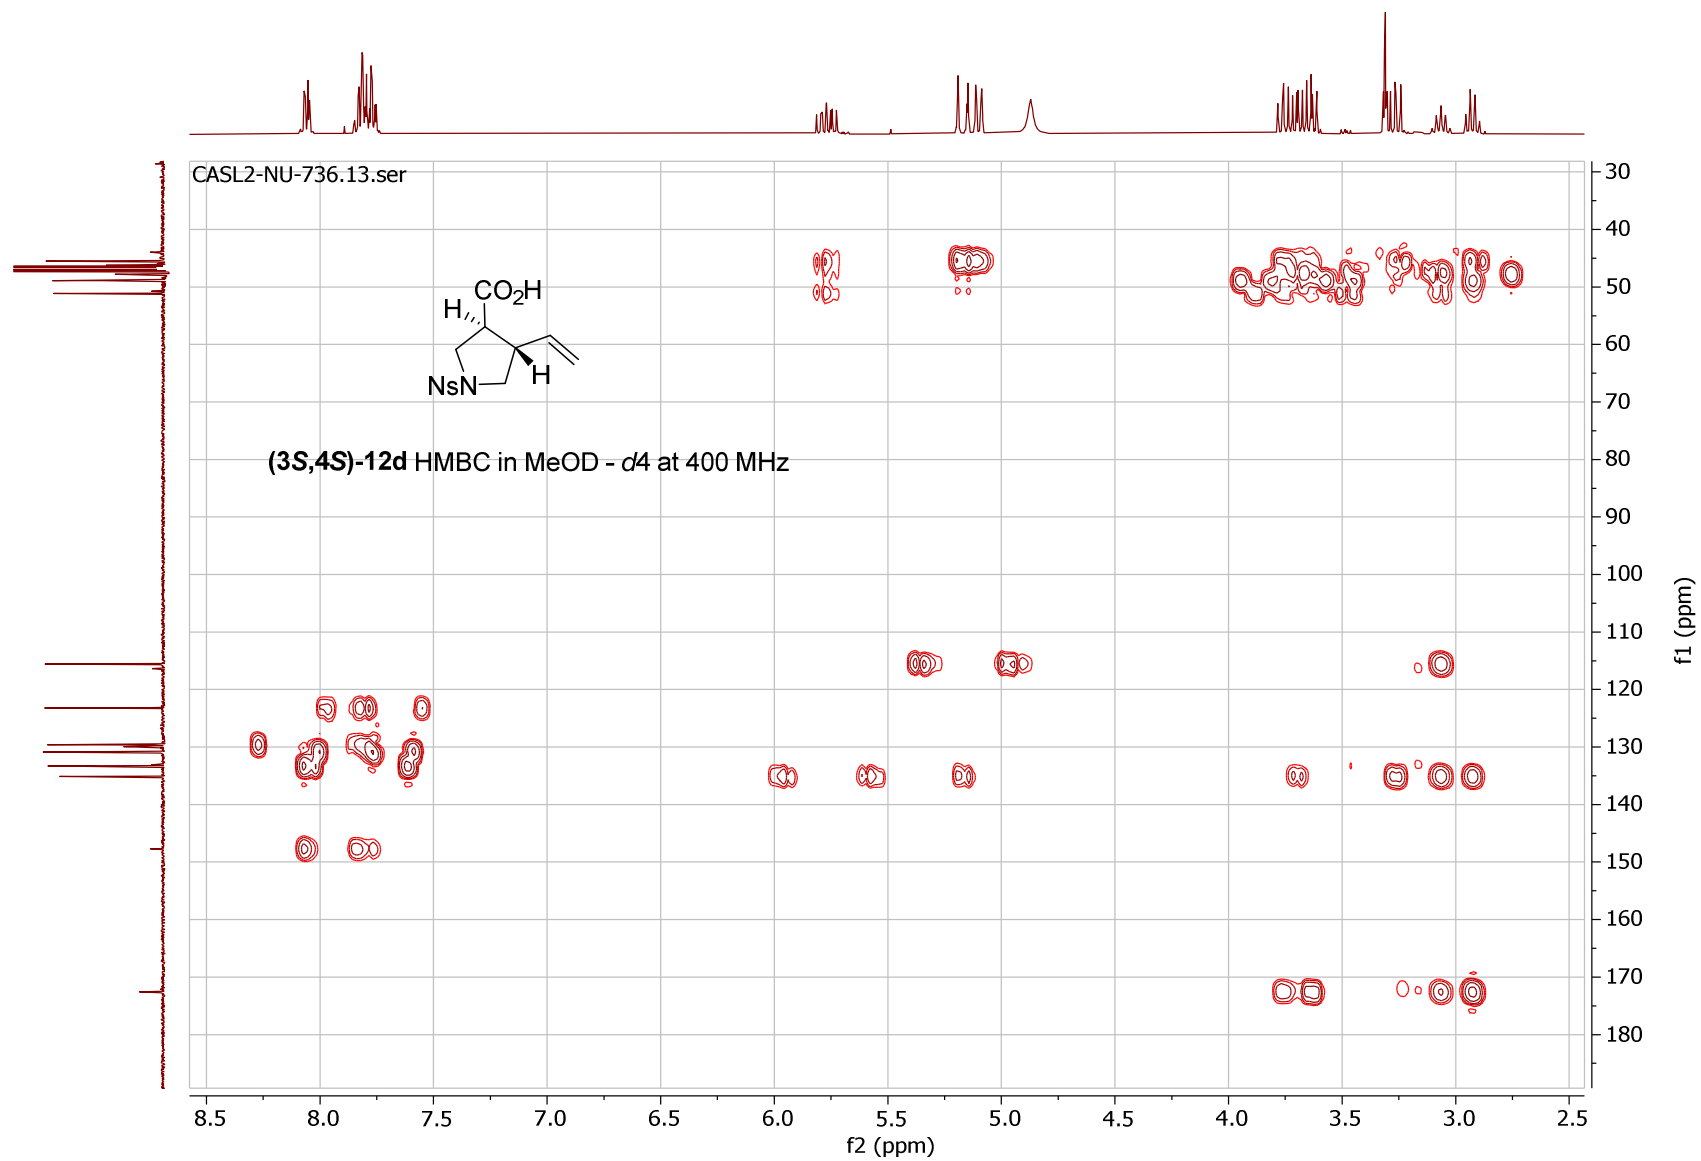 CASL2-NU-736.13.ser
CO2H
H
H
NsN
(3S,4S)-12d HMBC in MeOD - d4 at 400 MHz
30
40
50
60
70
80
90
100
110
120
130
140
150
160
170
180
f1 (ppm)
8.5 8.0 7.5 7.0 6.5 6.0 5.5 5.0 4.5 4.0 3.5 3.0 2.5
f2 (ppm)